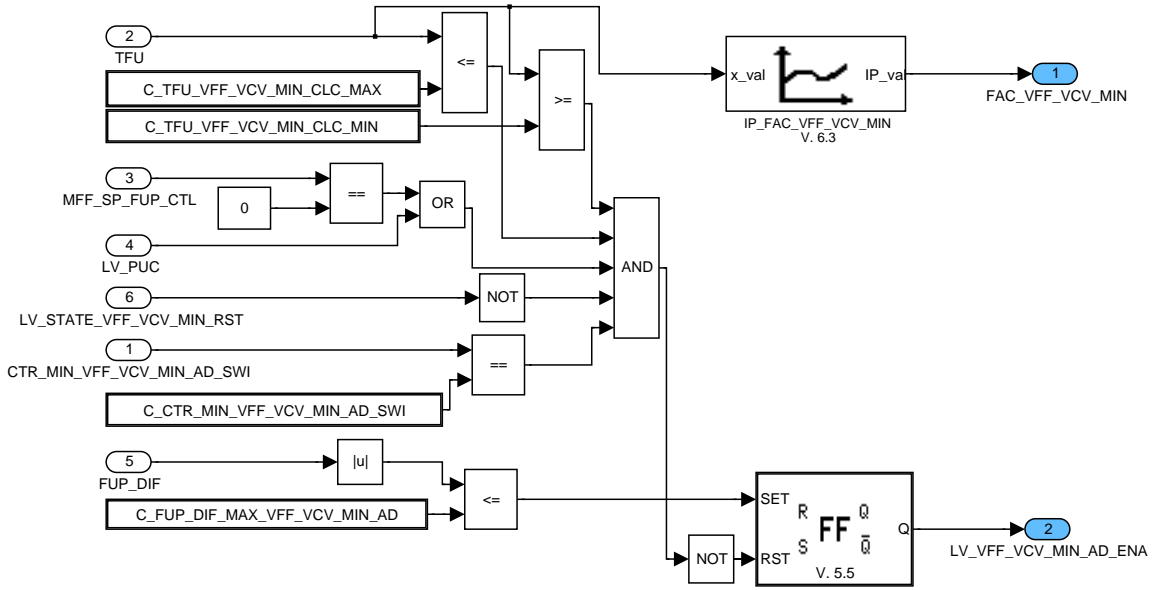 2
TFU
C_TFU_VFF_VCV_MIN_CLC_MAX
C_TFU_VFF_VCV_MIN_CLC_MIN
<=
>=
x_val
IP_va
IP_FAC_VFF_VCV_MIN
V. 6.3
1
FAC_VFF_VCV_MIN
3
MFF_SP_FUP_CTL
0
==
OR
4
LV_PUC
6
LV_STATE_VFF_VCV_MIN_RST
NOT
AND
1
CTR_MIN_VFF_VCV_MIN_AD_SWI
==
C_CTR_MIN_VFF_VCV_MIN_AD_SWI
5
FUP_DIF
|u|
C_FUP_DIF_MAX_VFF_VCV_MIN_AD
<=
NOT
SET
RST
R
S
FF
Q
Q̅
Q
V. 5.5
2
LV_VFF_VCV_MIN_AD_ENA